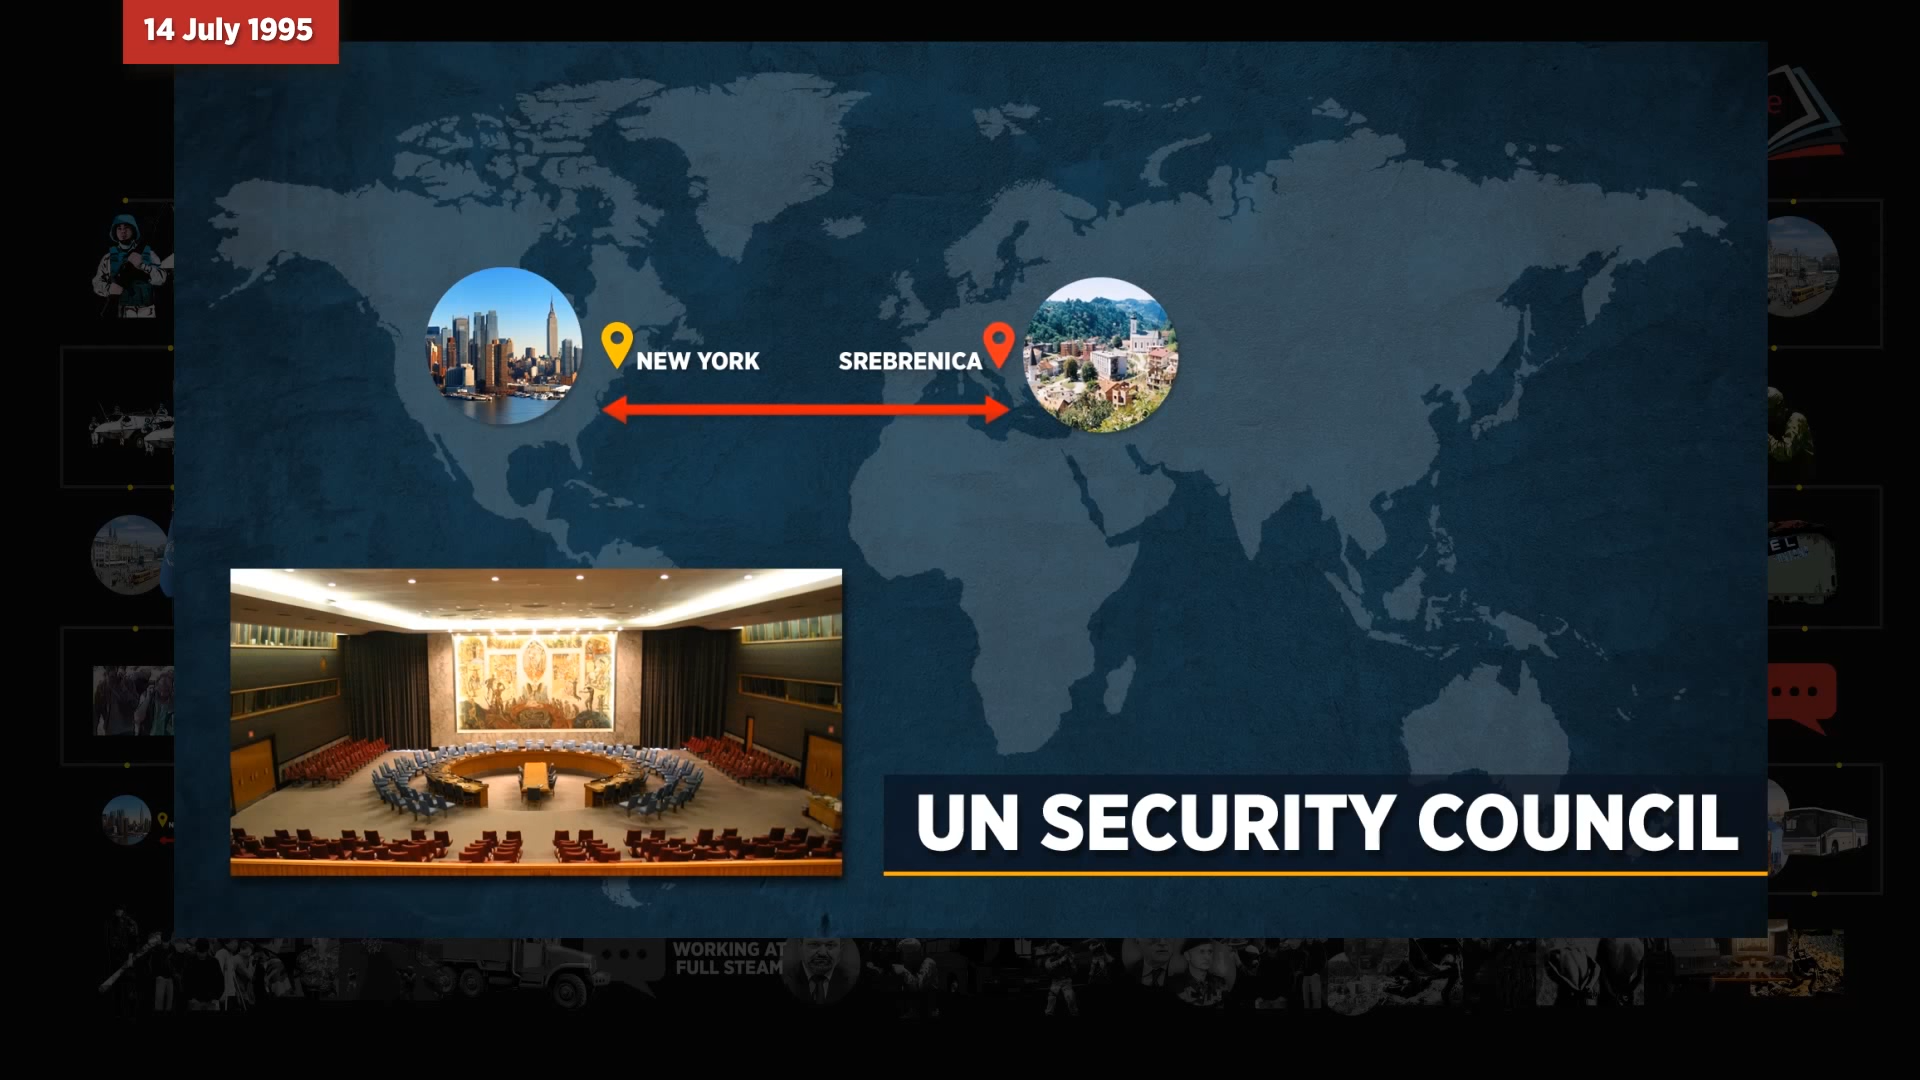 14 July 1995
NEW YORK
SREBRENICA
UN SECURITY COUNCIL
WORKING AT
FULL STEAM